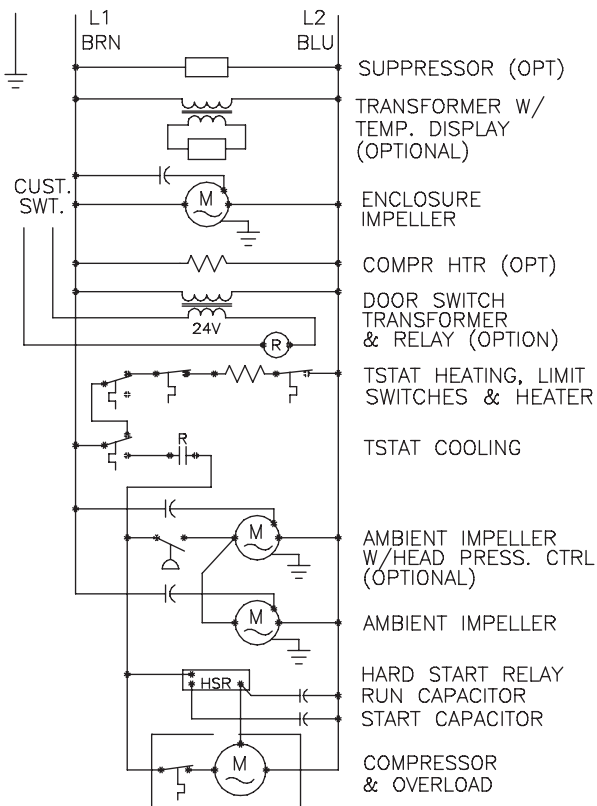 L1 L2
BRN BLU
SUPPRESSOR (OPT)
TRANSFORMER W/
TEMP. DISPLAY
(OPTIONAL)
CUST.
SWT.
M
ENCLOSURE
IMPELLER
COMPR HTR (OPT)
DOOR SWITCH
TRANSFORMER
& RELAY (OPTION)
24V
R
TSTAT HEATING, LIMIT
SWITCHES & HEATER
R
TSTAT COOLING
M
AMBIENT IMPELLER
W/HEAD PRESS. CTRL
(OPTIONAL)
M
AMBIENT IMPELLER
HSR
HARD START RELAY
RUN CAPACITOR
START CAPACITOR
M
COMPRESSOR
& OVERLOAD